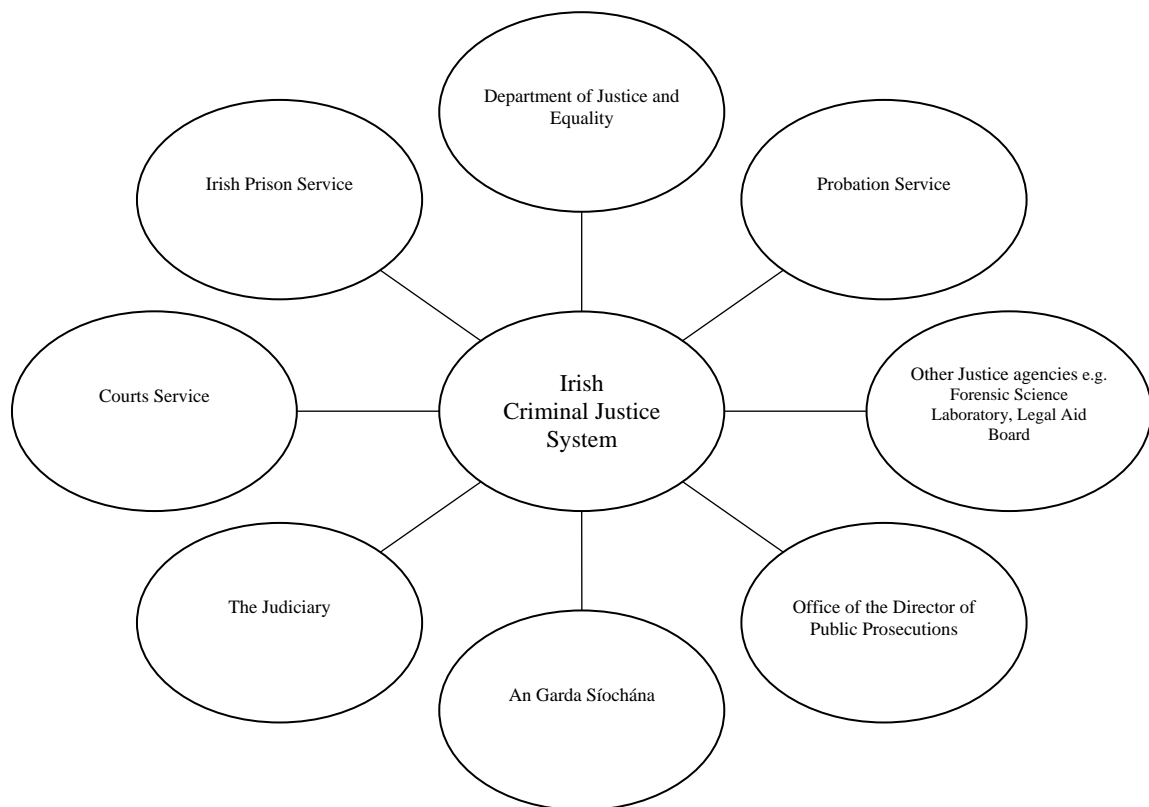 Department of Justice and
Equality
Irish Prison Service
Probation Service
Courts Service
Irish
Criminal Justice
System
Other Justice agencies e.g.
Forensic Science
Laboratory, Legal Aid
Board
The Judiciary
Office of the Director of
Public Prosecutions
An Garda Síochána